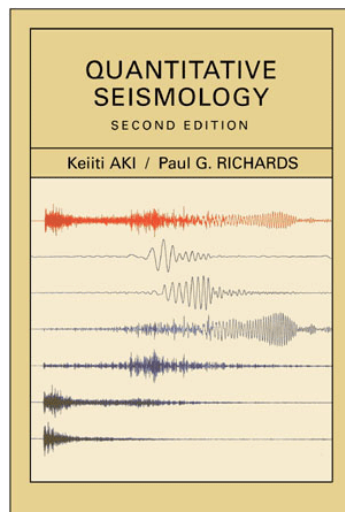 QUANTITATIVE
SEISMOLOGY
SECOND EDITION
Keiiti AKI / Paul G. RICHARDS